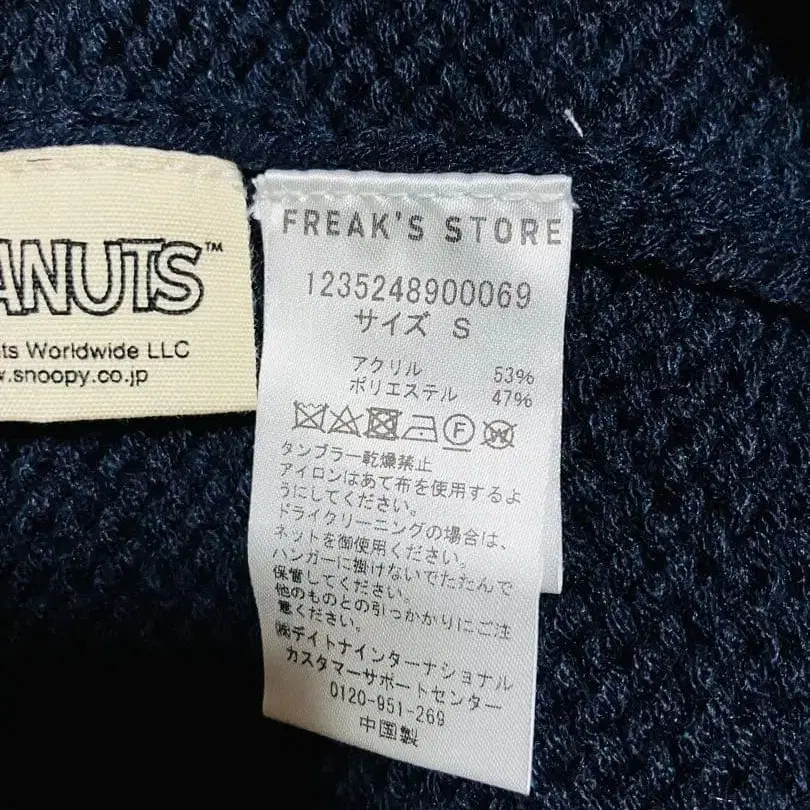 ANUTS™
ts Worldwide LLC
w.snoopy.co.jp
FREAK'S STORE
1235248900069
サイズ S
アクリル 53%
ポリエステル 47%
F
W
タンブラー乾燥禁止
アイロンはあて布を使用するよ
うにしてください。
ドライクリーニングの場合は、
ネットを御使用ください。
ハンガーに掛けないでたたんで
保管してください。
他のものとの引っかかりにご注
意ください。
㈱デイトナインターナショナル
カスタマーサポートセンター
0120-951-269
中国製